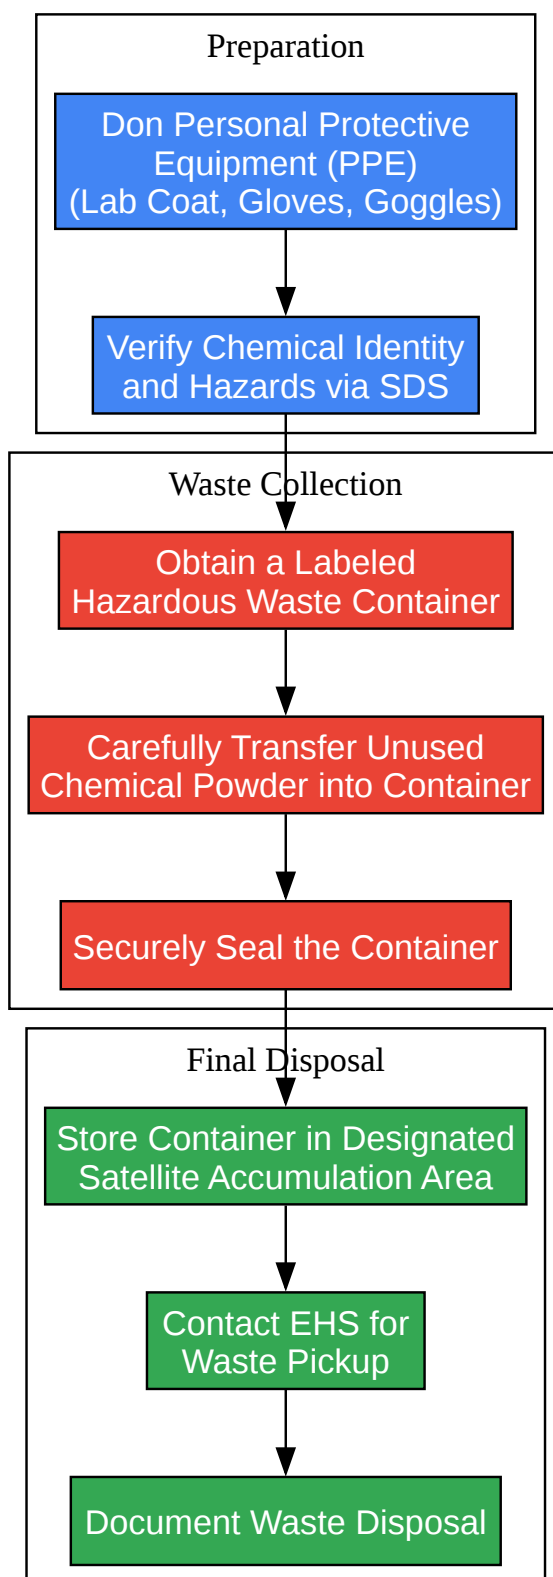 Preparation
Don Personal Protective
Equipment (PPE)
(Lab Coat, Gloves, Goggles)
Verify Chemical Identity
and Hazards via SDS
Waste Collection
Obtain a Labeled
Hazardous Waste Container
Carefully Transfer Unused
Chemical Powder into Container
Securely Seal the Container
Final Disposal
Store Container in Designated
Satellite Accumulation Area
Contact EHS for
Waste Pickup
Document Waste Disposal